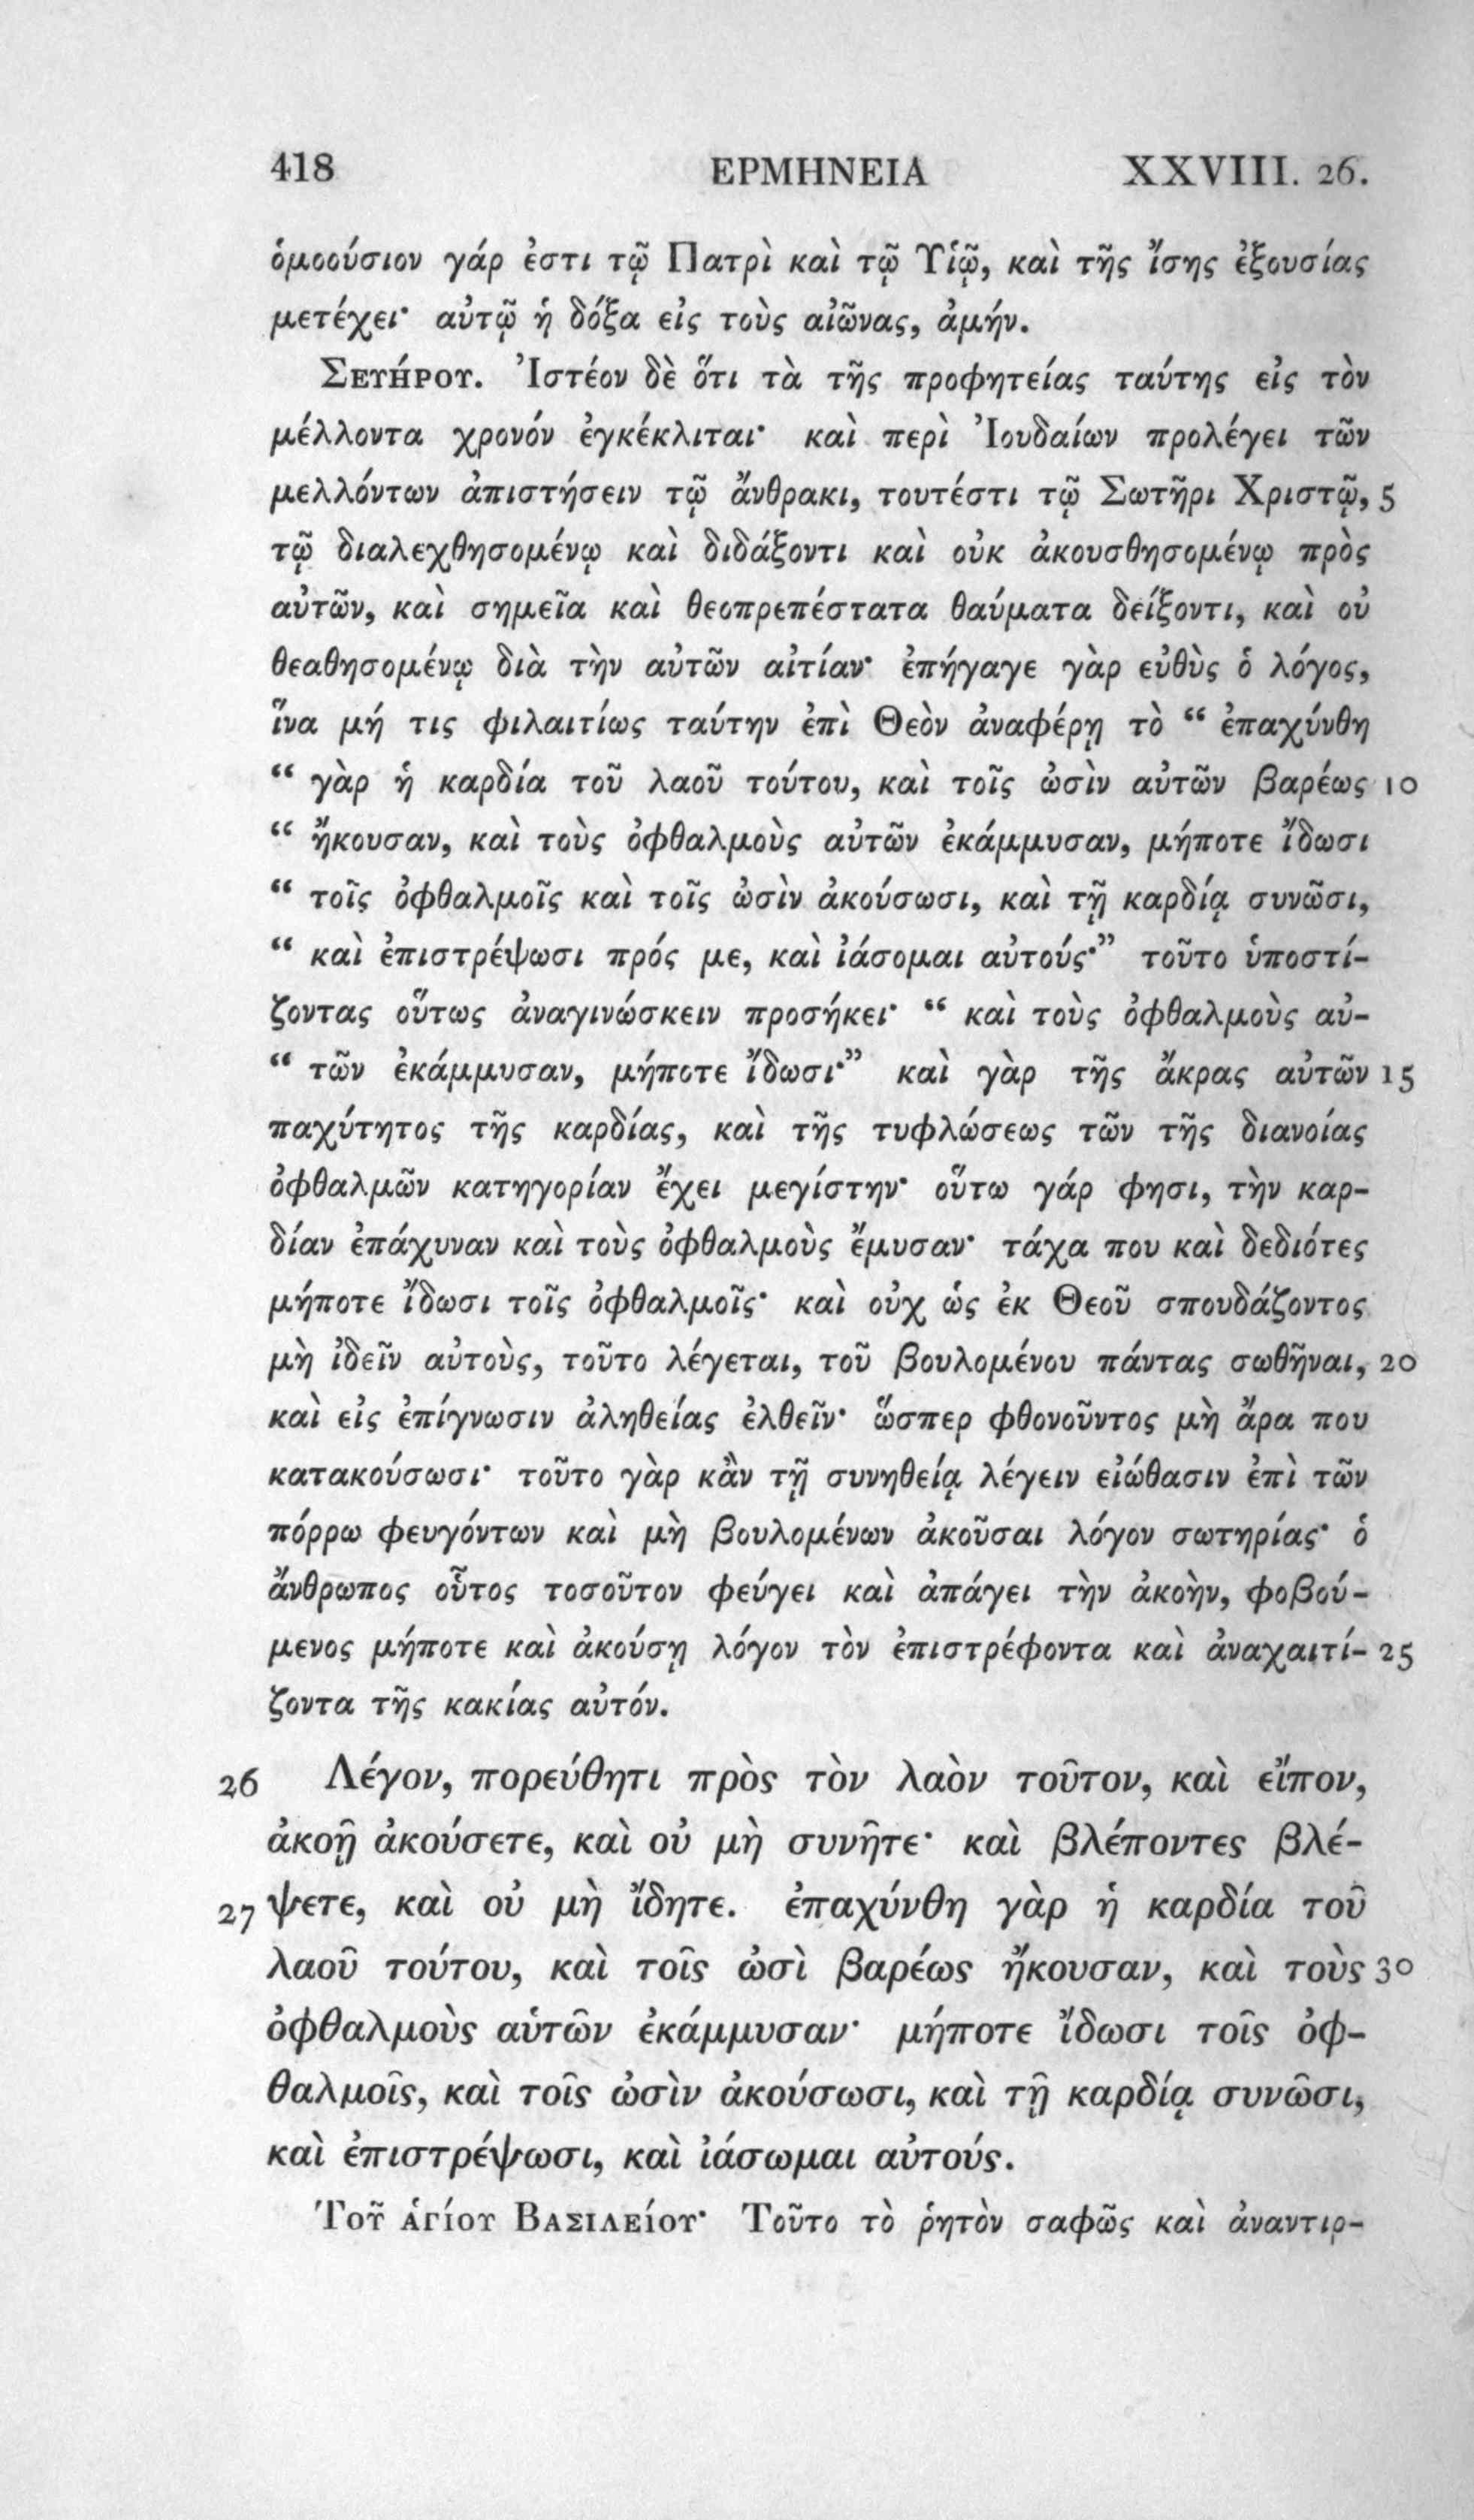 418 ΕΡΜΗΝΕΙΑ XXVIII. 26.
ὁμοούσιον γάρ ἐστι τῷ Πατρὶ καὶ τῷ Υἱῷ, καὶ τῆς ἴσης ἐξουσίας
μετέχει· αὐτῷ ἡ δόξα εἰς τοὺς αἰῶνας, ἀμήν.
ΣΕΥΉΡΟΥ. Ἰστέον δὲ ὅτι τὰ τῆς προφητείας ταύτης εἰς τὸν
μέλλοντα χρονόν ἐγκέκλιται· καὶ περὶ Ἰουδαίων προλέγει τῶν
μελλόντων ἀπιστήσειν τῷ ἄνθρακι, τουτέστι τῷ Σωτῆρι Χριστῷ, 5
τῷ διαλεχθησομένῳ καὶ διδάξοντι καὶ οὐκ ἀκουσθησομένῳ πρὸς
αὐτῶν, καὶ σημεῖα καὶ θεοπρεπέστατα θαύματα δείξοντι, καὶ οὐ
θεαθησομένῳ διὰ τὴν αὐτῶν αἰτίαν· ἐπήγαγε γὰρ εὐθὺς ὁ λόγος,
ἵνα μή τις φιλαιτίως ταύτην ἐπὶ Θεὸν ἀναφέρῃ τὸ “ ἐπαχύνθη
“ γὰρ ἡ καρδία τοῦ λαοῦ τούτου, καὶ τοῖς ὠσὶν αὐτῶν βαρέως 10
“ ἤκουσαν, καὶ τοὺς ὀφθαλμοὺς αὐτῶν ἐκάμμυσαν, μήποτε ἴδωσι
“ τοῖς ὀφθαλμοῖς καὶ τοῖς ὠσὶν ἀκούσωσι, καὶ τῇ καρδίᾳ συνῶσι,
“ καὶ ἐπιστρέψωσι πρός με, καὶ ἰάσομαι αὐτούς·” τοῦτο ὑποστί-
ζοντας οὕτως ἀναγινώσκειν προσήκει· “ καὶ τοὺς ὀφθαλμοὺς αὐ-
“ τῶν ἐκάμμυσαν, μήποτε ἴδωσι·” καὶ γὰρ τῆς ἄκρας αὐτῶν 15
παχύτητος τῆς καρδίας, καὶ τῆς τυφλώσεως τῶν τῆς διανοίας
ὀφθαλμῶν κατηγορίαν ἔχει μεγίστην· οὕτω γάρ φησι, τὴν καρ-
δίαν ἐπάχυναν καὶ τοὺς ὀφθαλμοὺς ἔμυσαν· τάχα που καὶ δεδιότες
μήποτε ἴδωσι τοῖς ὀφθαλμοῖς· καὶ οὐχ ὡς ἐκ Θεοῦ σπουδάζοντος
μὴ ἰδεῖν αὐτοὺς, τοῦτο λέγεται, τοῦ βουλομένου πάντας σωθῆναι, 20
καὶ εἰς ἐπίγνωσιν ἀληθείας ἐλθεῖν· ὥσπερ φθονοῦντος μὴ ἄρα που
κατακούσωσι· τοῦτο γὰρ κἂν τῇ συνηθείᾳ λέγειν εἰώθασιν ἐπὶ τῶν
πόρρω φευγόντων καὶ μὴ βουλομένων ἀκοῦσαι λόγον σωτηρίας· ὁ
ἄνθρωπος οὗτος τοσοῦτον φεύγει καὶ ἀπάγει τὴν ἀκοὴν, φοβού-
μενος μήποτε καὶ ἀκούσῃ λόγον τὸν ἐπιστρέφοντα καὶ ἀναχαιτί- 25
ζοντα τῆς κακίας αὐτόν.
26 Λέγον, πορεύθητι πρὸς τὸν λαὸν τοῦτον, καὶ εἴπον,
ἀκοῇ ἀκούσετε, καὶ οὐ μὴ συνῆτε· καὶ βλέποντες βλέ-
27 ψετε, καὶ οὐ μὴ ἴδητε. ἐπαχύνθη γὰρ ἡ καρδία τοῦ
λαοῦ τούτου, καὶ τοῖς ὠσὶ βαρέως ἤκουσαν, καὶ τοὺς 30
ὀφθαλμοὺς αὑτῶν ἐκάμμυσαν· μήποτε ἴδωσι τοῖς ὀφ-
θαλμοῖς, καὶ τοῖς ὠσὶν ἀκούσωσι, καὶ τῇ καρδίᾳ συνῶσι,
καὶ ἐπιστρέψωσι, καὶ ἰάσωμαι αὐτούς.
ΤΟῦ ἁΓίΟΥ ΒΑΣΙΛΕίΟΥ· Τοῦτο τὸ ῥητὸν σαφῶς καὶ ἀναντιρ-